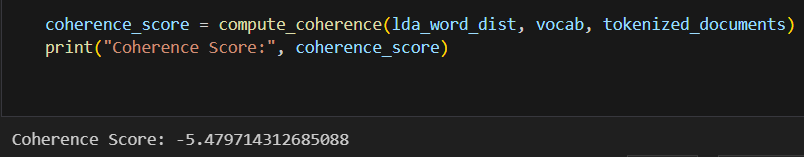 coherence_score = compute_coherence(lda_word_dist, vocab, tokenized_documents)
print("Coherence Score:", coherence_score)
Coherence Score: -5.479714312685088